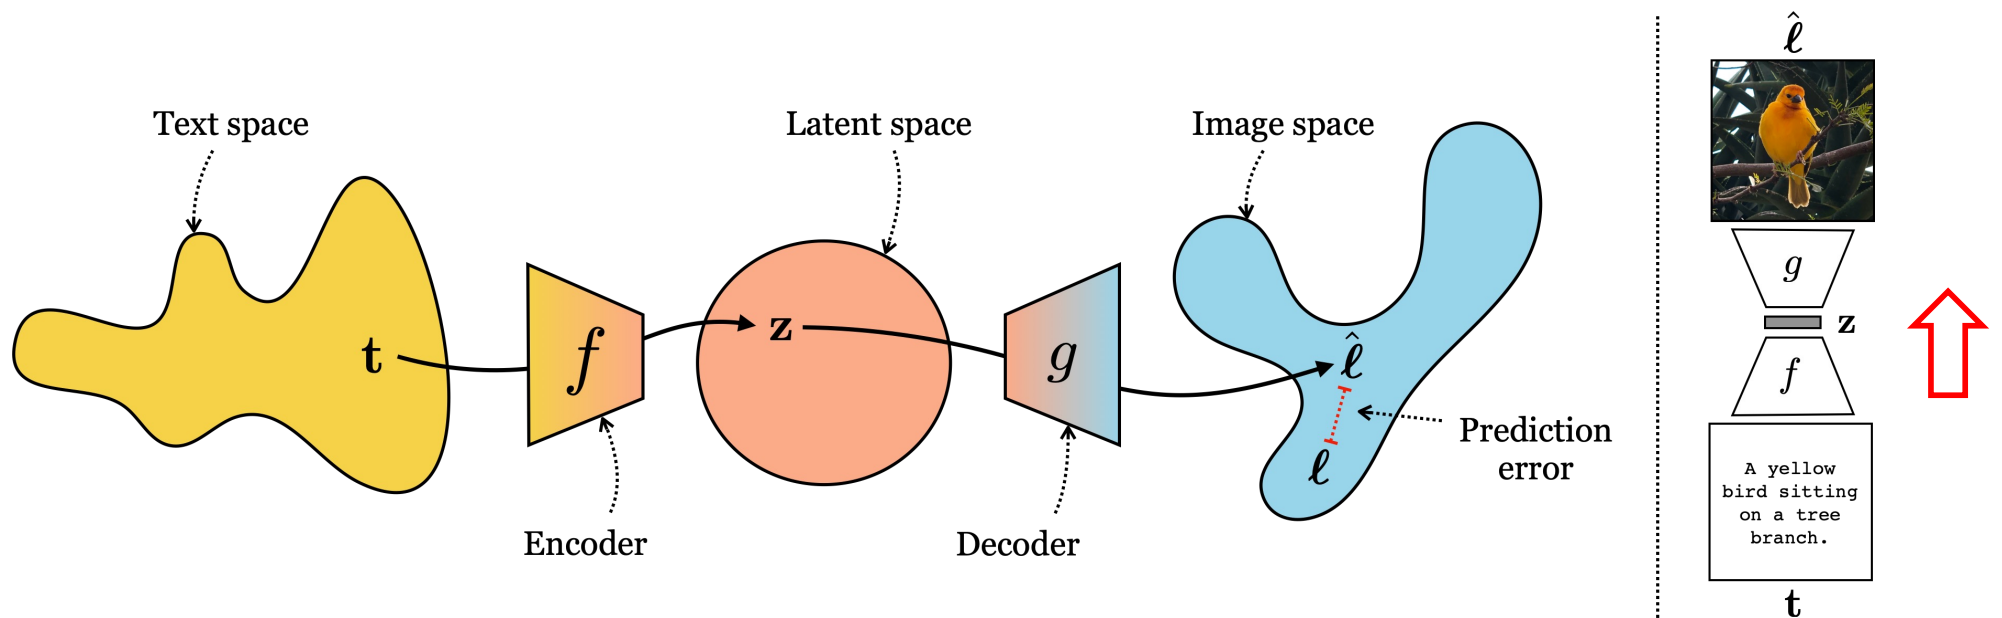 Text space
Latent space
Image space
t
f
z
g
ℓ̂
ℓ
Prediction
error
Encoder
Decoder
ℓ̂
g
z
f
A yellow
bird sitting
on a tree
branch.
t